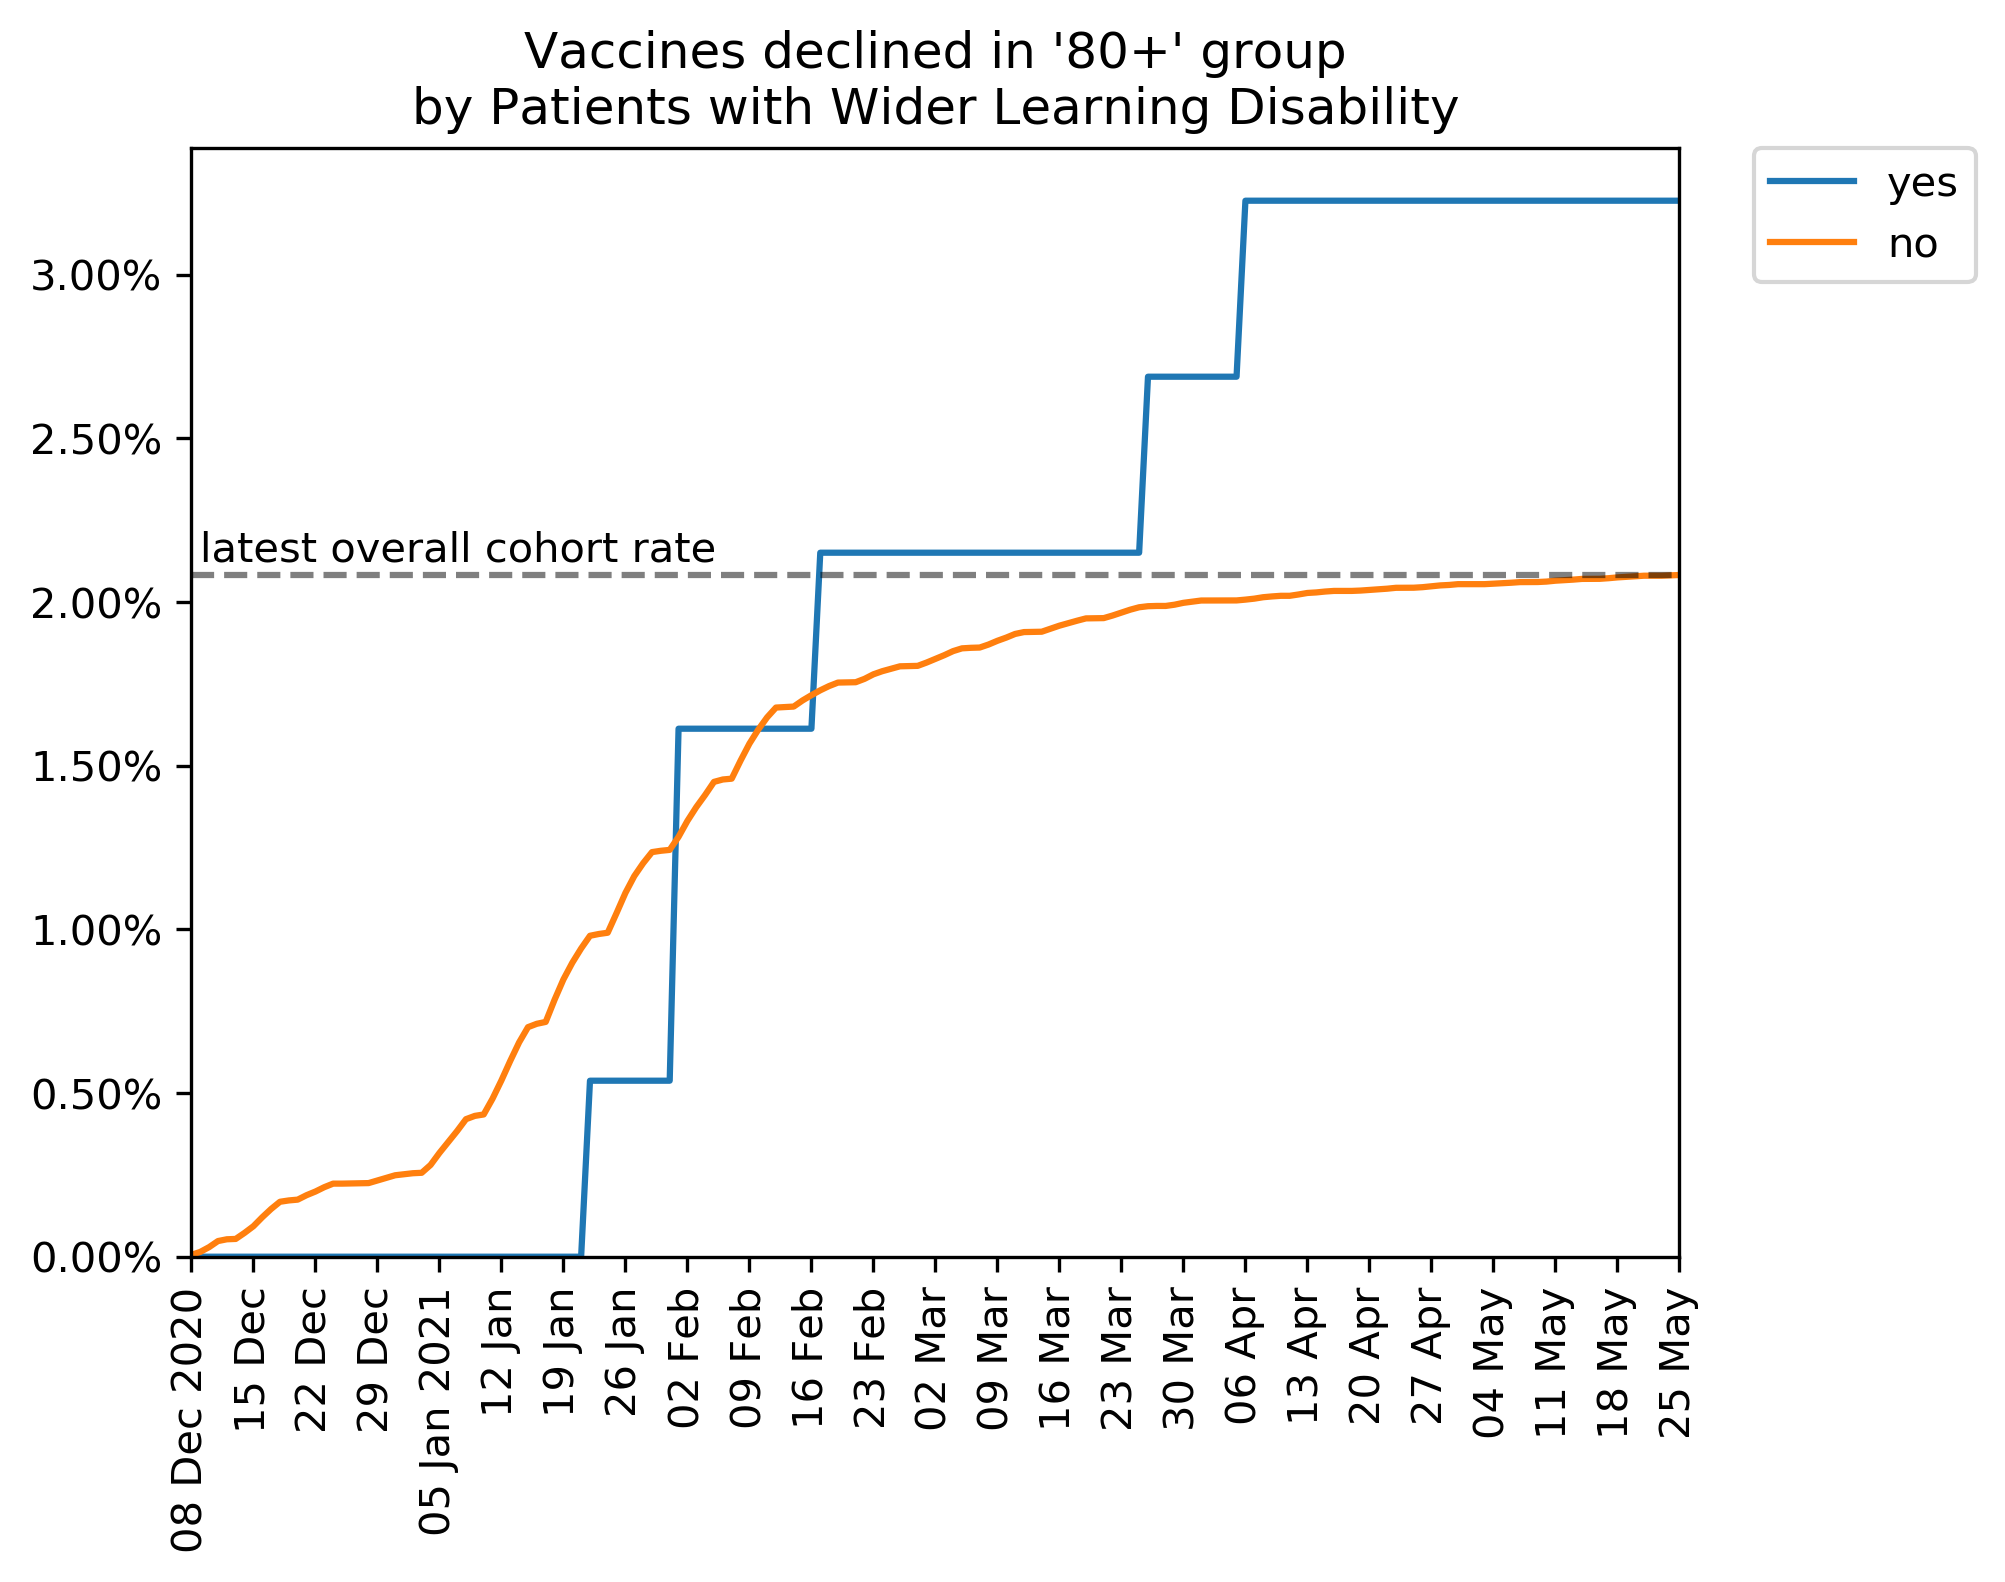 Vaccines declined in '80+' group
by Patients with Wider Learning Disability
yes
no
3.00%
2.50%
latest overall cohort rate
2.00%
1.50%
1.00%
0.50%
0.00%
08 Dec 2020
15 Dec
22 Dec
29 Dec
05 Jan 2021
12 Jan
19 Jan
26 Jan
02 Feb
09 Feb
16 Feb
23 Feb
02 Mar
09 Mar
16 Mar
23 Mar
30 Mar
06 Apr
13 Apr
20 Apr
27 Apr
04 May
11 May
18 May
25 May